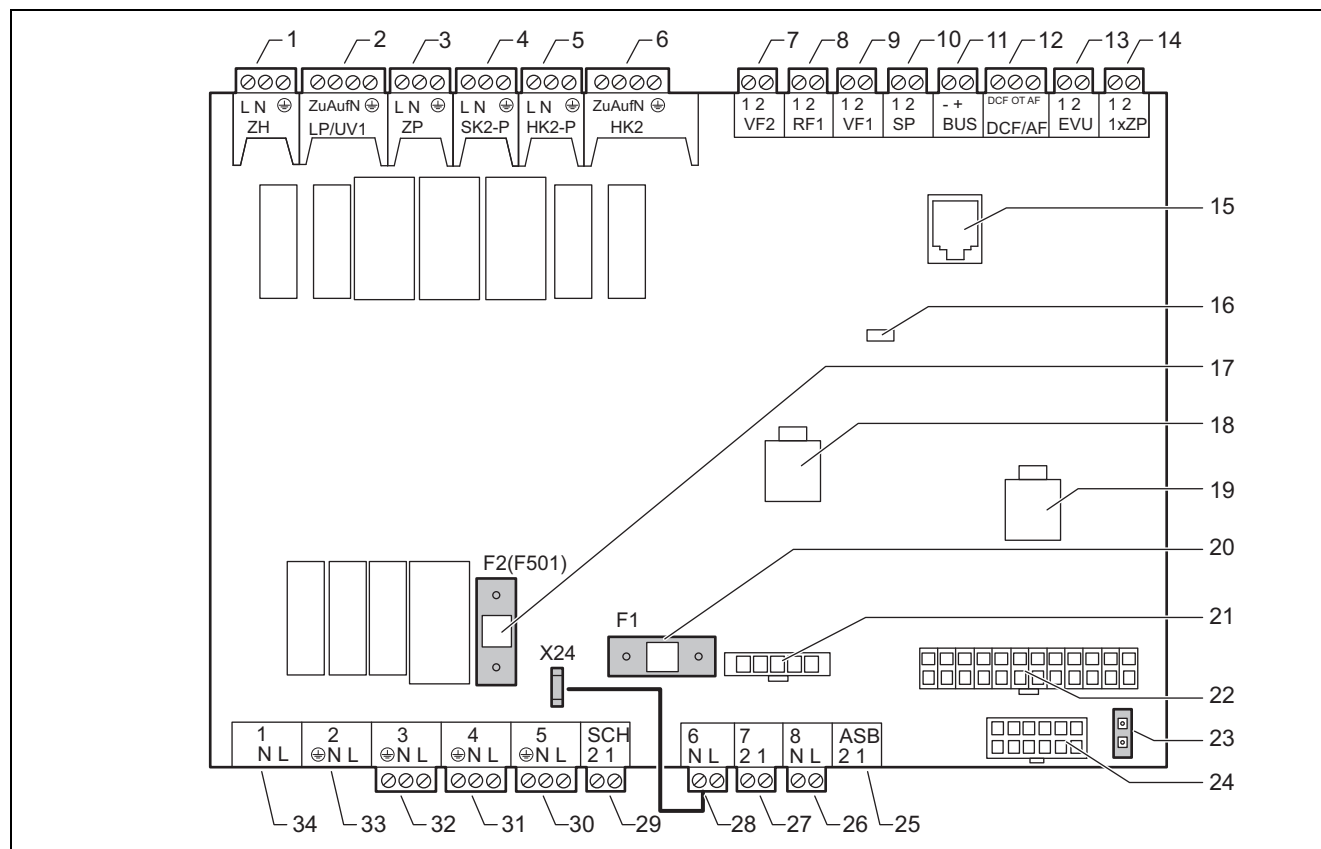 1 2 3 4 5 6 7 8 9 10 11 12 13 14
L N ZuAufN L N L N L N ZuAufN 1 2 1 2 1 2 1 2 - + DCF OT AF 1 2 1 2
ZH LP/UV1 ZP SK2-P HK2-P HK2 VF2 RF1 VF1 SP BUS DCF/AF EVU 1xZP
15
16
17
18
19
20
F2(F501)
F1
21
X24
22
1 2 3 4 5 SCH 6 7 8 ASB
N L N L N L N L N L 2 1 N L 2 1 N L 2 1
23
24
34 33 32 31 30 29 28 27 26 25